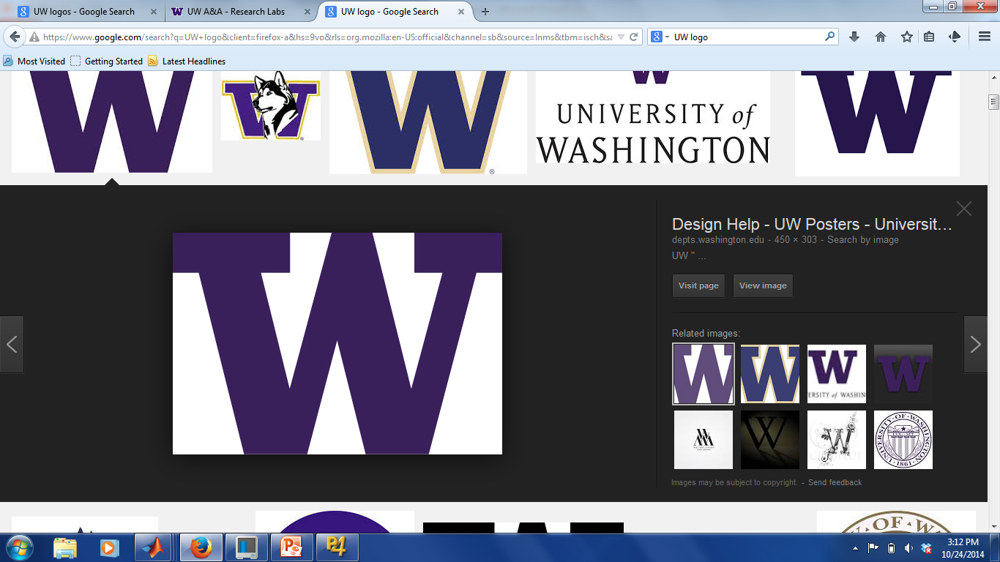 UW logos - Google Search
UW A&A - Research Labs
UW logo - Google Search
https://www.google.com/search?q=UW+logo&client=firefox-a&hs=9vo&rls=org.mozilla:en-US:official&channel=sb&source=lnms&tbm=isch&sa
UW logo
Most Visited
Getting Started
Latest Headlines
W
W
W
UNIVERSITY of
WASHINGTON
W
Design Help - UW Posters - Universit…
depts.washington.edu - 450 × 303 - Search by image
UW " ...
Visit page
View image
W
Related images:
W
W
W
ERSITY of WASHIN
W
W
W
UNIVERSITY OF WASHINGTON
1861
Images may be subject to copyright. - Send feedback
3:12 PM
10/24/2014